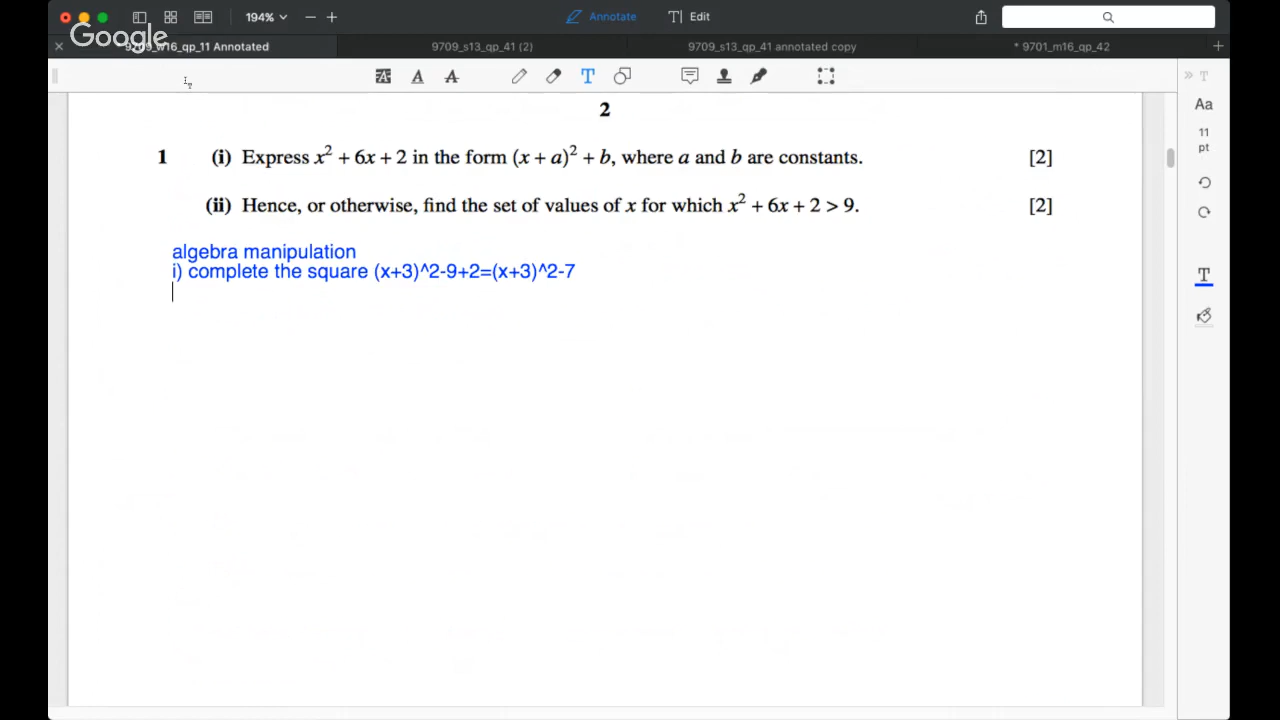 194%
Annotate
T Edit
Google
9709_w16_qp_11 Annotated
9709_s13_qp_41 (2)
9709_s13_qp_41 annotated copy
* 9701_m16_qp_42
A A A T
T
Aa
11
pt
T
2
1 (i) Express x² + 6x + 2 in the form (x + a)² + b, where a and b are constants. [2]
(ii) Hence, or otherwise, find the set of values of x for which x² + 6x + 2 > 9. [2]
algebra manipulation
i) complete the square (x+3)^2-9+2=(x+3)^2-7